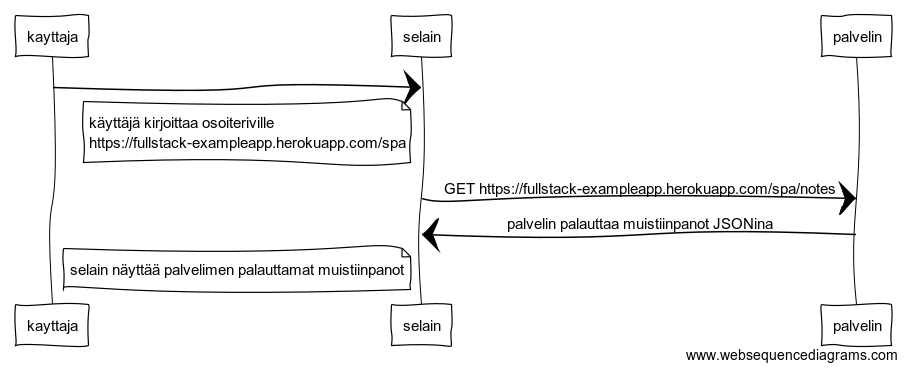 kayttaja
selain
palvelin
käyttäjä kirjoittaa osoiteriville
https://fullstack-exampleapp.herokuapp.com/spa
GET https://fullstack-exampleapp.herokuapp.com/spa/notes
palvelin palauttaa muistiinpanot JSONina
selain näyttää palvelimen palauttamat muistiinpanot
kayttaja
selain
palvelin
www.websequencediagrams.com